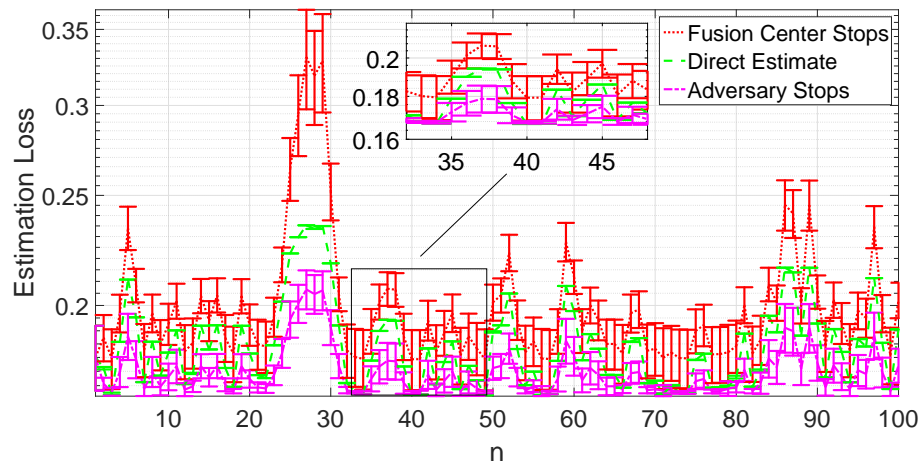 0.35
0.3
0.25
0.2
Estimation Loss
0.2
0.18
0.16
35 40 45
Fusion Center Stops
Direct Estimate
Adversary Stops
10 20 30 40 50 60 70 80 90 100
n